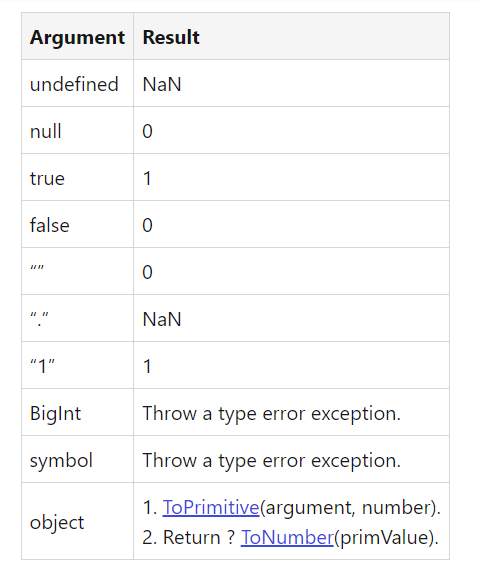 Argument Result
undefined NaN
null 0
true 1
false 0
“” 0
“.” NaN
“1” 1
BigInt Throw a type error exception.
symbol Throw a type error exception.
object 1. ToPrimitive(argument, number).
2. Return ? ToNumber(primValue).